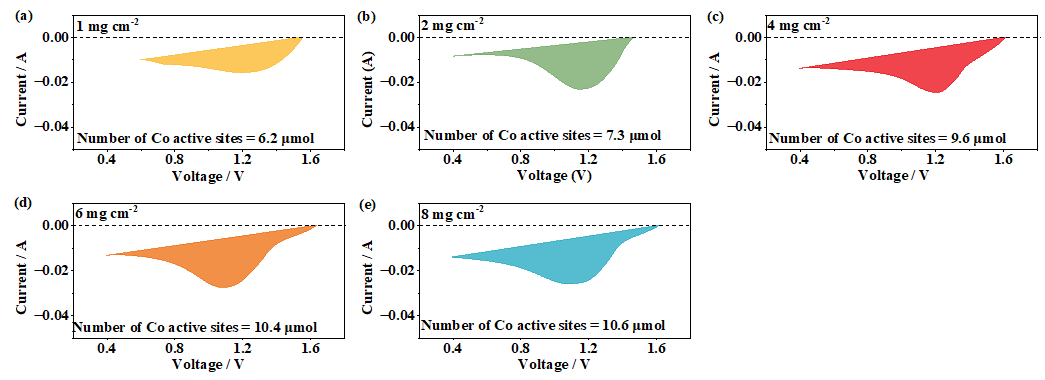 (a)
1 mg cm-2
0.00
−0.02
−0.04
Current / A
Number of Co active sites = 6.2 μmol
0.4 0.8 1.2 1.6
Voltage / V
(b)
2 mg cm-2
0.00
−0.02
−0.04
Current (A)
Number of Co active sites = 7.3 μmol
0.4 0.8 1.2 1.6
Voltage (V)
(c)
4 mg cm-2
0.00
−0.02
−0.04
Current / A
Number of Co active sites = 9.6 μmol
0.4 0.8 1.2 1.6
Voltage / V
(d)
6 mg cm-2
0.00
−0.02
−0.04
Current / A
Number of Co active sites = 10.4 μmol
0.4 0.8 1.2 1.6
Voltage / V
(e)
8 mg cm-2
0.00
−0.02
−0.04
Current / A
Number of Co active sites = 10.6 μmol
0.4 0.8 1.2 1.6
Voltage / V